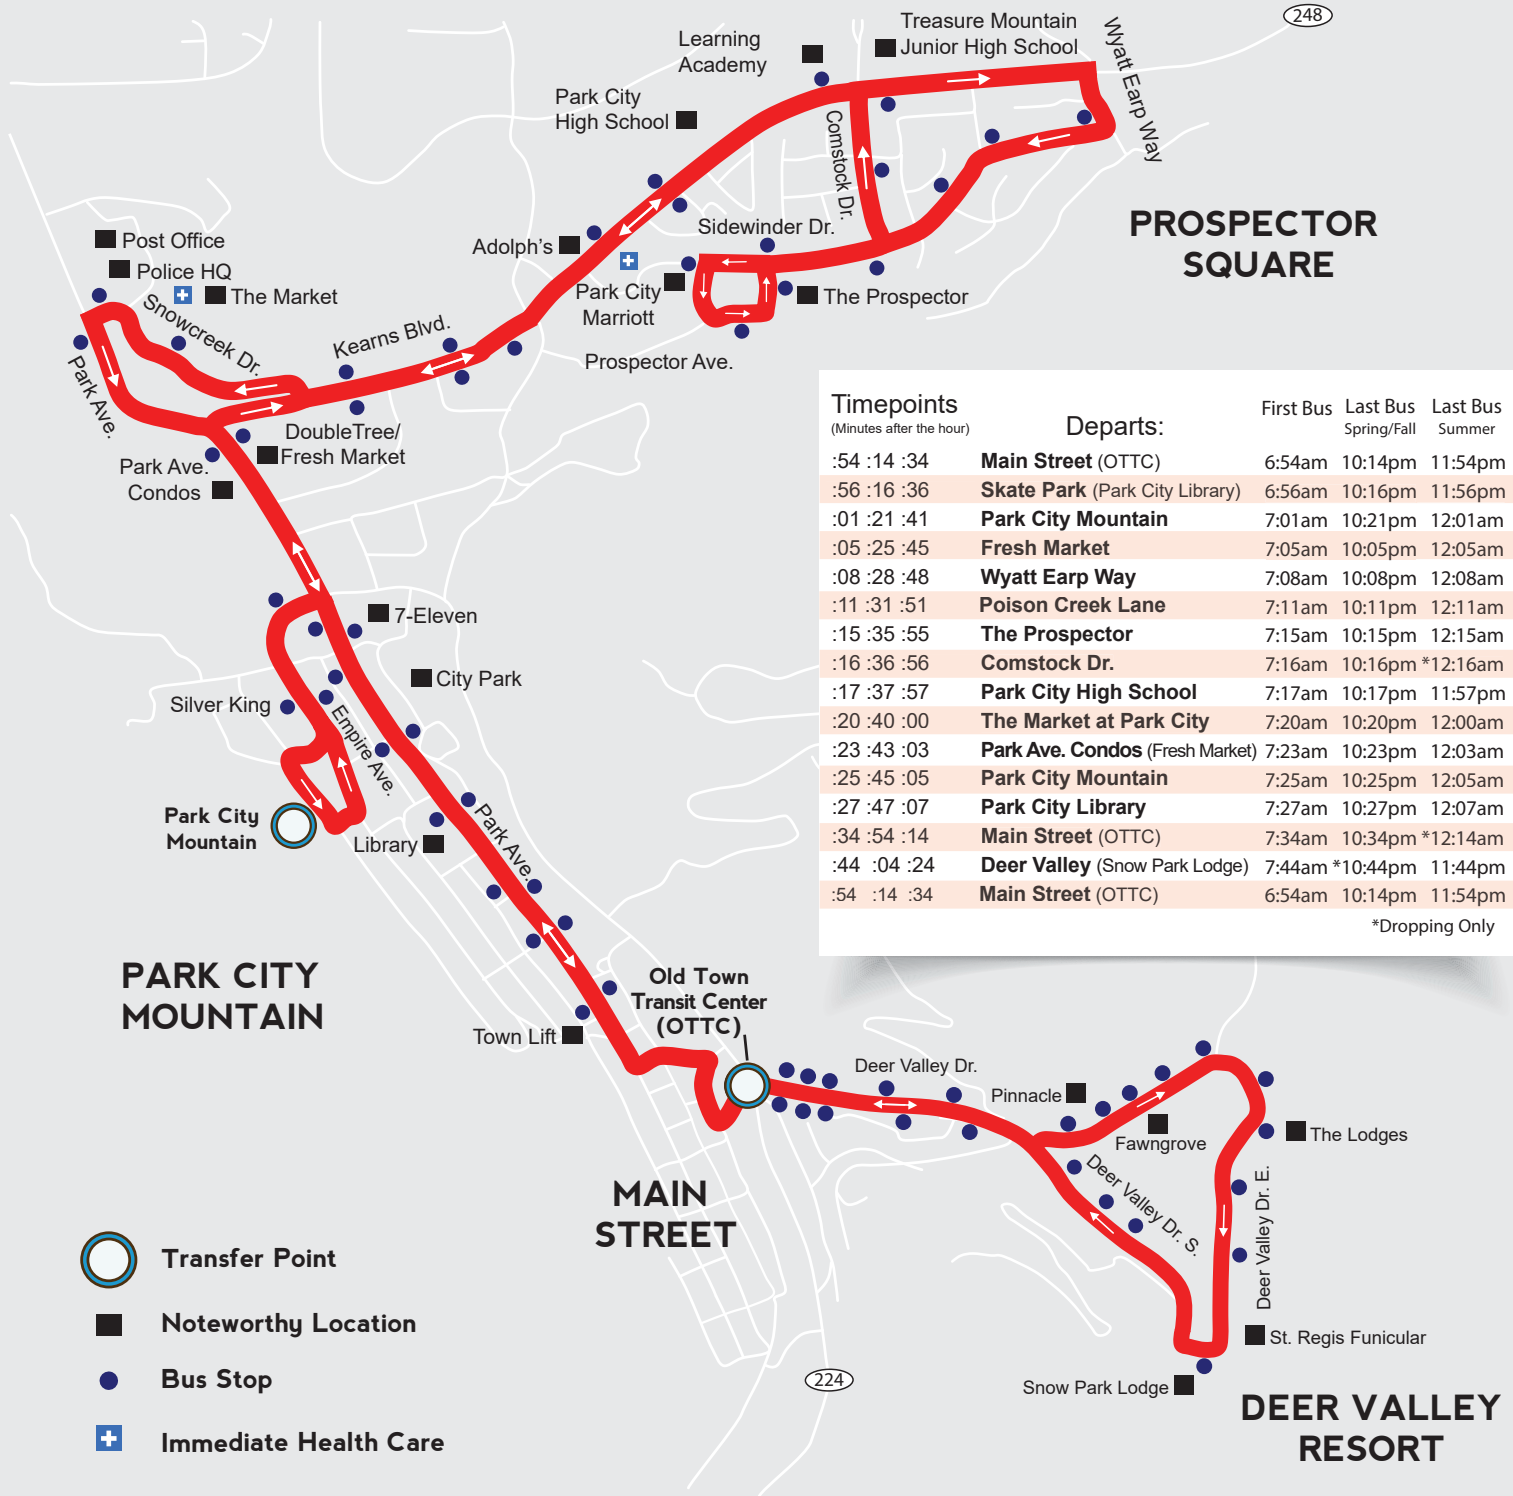 248
Treasure Mountain
Junior High School
Learning
Academy
Wyatt Earp Way
Park City
High School
Comstock Dr.
PROSPECTOR
SQUARE
Sidewinder Dr.
Adolph's
Post Office
Police HQ
The Market
Park City
Marriott
The Prospector
Snowcreek Dr.
Kearns Blvd.
Prospector Ave.
Park Ave.
DoubleTree/
Fresh Market
Park Ave.
Condos
Timepoints
(Minutes after the hour)
Departs:
First Bus
Last Bus
Spring/Fall
Last Bus
Summer
:54 :14 :34 Main Street (OTTC) 6:54am 10:14pm 11:54pm
:56 :16 :36 Skate Park (Park City Library) 6:56am 10:16pm 11:56pm
:01 :21 :41 Park City Mountain 7:01am 10:21pm 12:01am
:05 :25 :45 Fresh Market 7:05am 10:05pm 12:05am
:08 :28 :48 Wyatt Earp Way 7:08am 10:08pm 12:08am
:11 :31 :51 Poison Creek Lane 7:11am 10:11pm 12:11am
:15 :35 :55 The Prospector 7:15am 10:15pm 12:15am
:16 :36 :56 Comstock Dr. 7:16am 10:16pm *12:16am
:17 :37 :57 Park City High School 7:17am 10:17pm 11:57pm
:20 :40 :00 The Market at Park City 7:20am 10:20pm 12:00am
:23 :43 :03 Park Ave. Condos (Fresh Market) 7:23am 10:23pm 12:03am
:25 :45 :05 Park City Mountain 7:25am 10:25pm 12:05am
:27 :47 :07 Park City Library 7:27am 10:27pm 12:07am
:34 :54 :14 Main Street (OTTC) 7:34am 10:34pm *12:14am
:44 :04 :24 Deer Valley (Snow Park Lodge) 7:44am *10:44pm 11:44pm
:54 :14 :34 Main Street (OTTC) 6:54am 10:14pm 11:54pm
*Dropping Only
7-Eleven
City Park
Silver King
Empire Ave.
Park City
Mountain
Library
Park Ave.
PARK CITY
MOUNTAIN
Old Town
Transit Center
(OTTC)
Town Lift
Deer Valley Dr.
Pinnacle
Fawngrove
The Lodges
Deer Valley Dr. S.
Deer Valley Dr. E.
MAIN
STREET
St. Regis Funicular
Snow Park Lodge
224
DEER VALLEY
RESORT
Transfer Point
Noteworthy Location
Bus Stop
Immediate Health Care